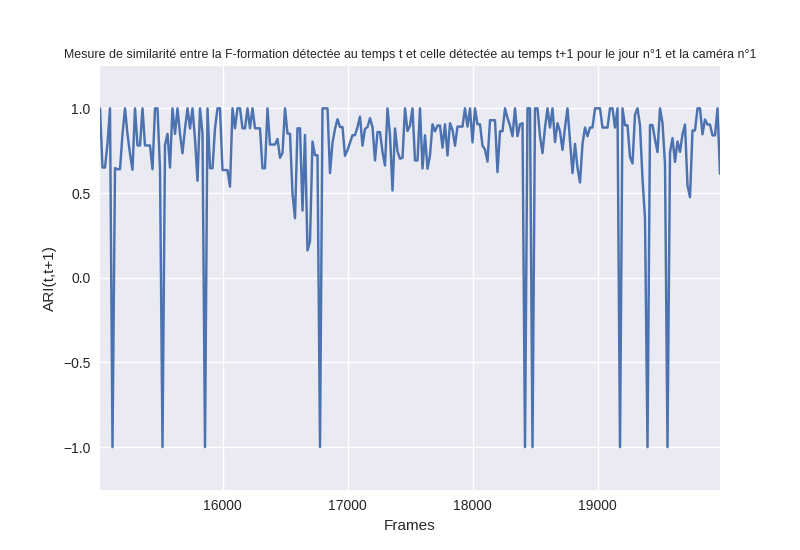 Mesure de similarité entre la F-formation détectée au temps t et celle détectée au temps t+1 pour le jour n°1 et la caméra n°1
1.0
0.5
0.0
−0.5
−1.0
ARI(t,t+1)
16000 17000 18000 19000
Frames